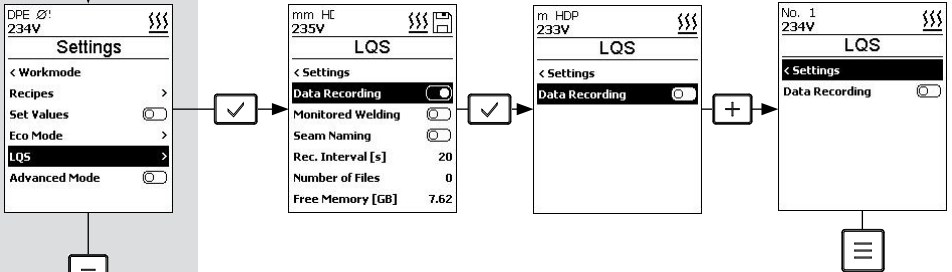 DPE Ø!
234V
Settings
< Workmode
Recipes >
Set Values
Eco Mode >
LQS >
Advanced Mode
mm HE
235V
LQS
< Settings
Data Recording
Monitored Welding
Seam Naming
Rec. Interval [s] 20
Number of Files 0
Free Memory [GB] 7.62
m HDP
233V
LQS
< Settings
Data Recording
No. 1
234V
LQS
< Settings
Data Recording